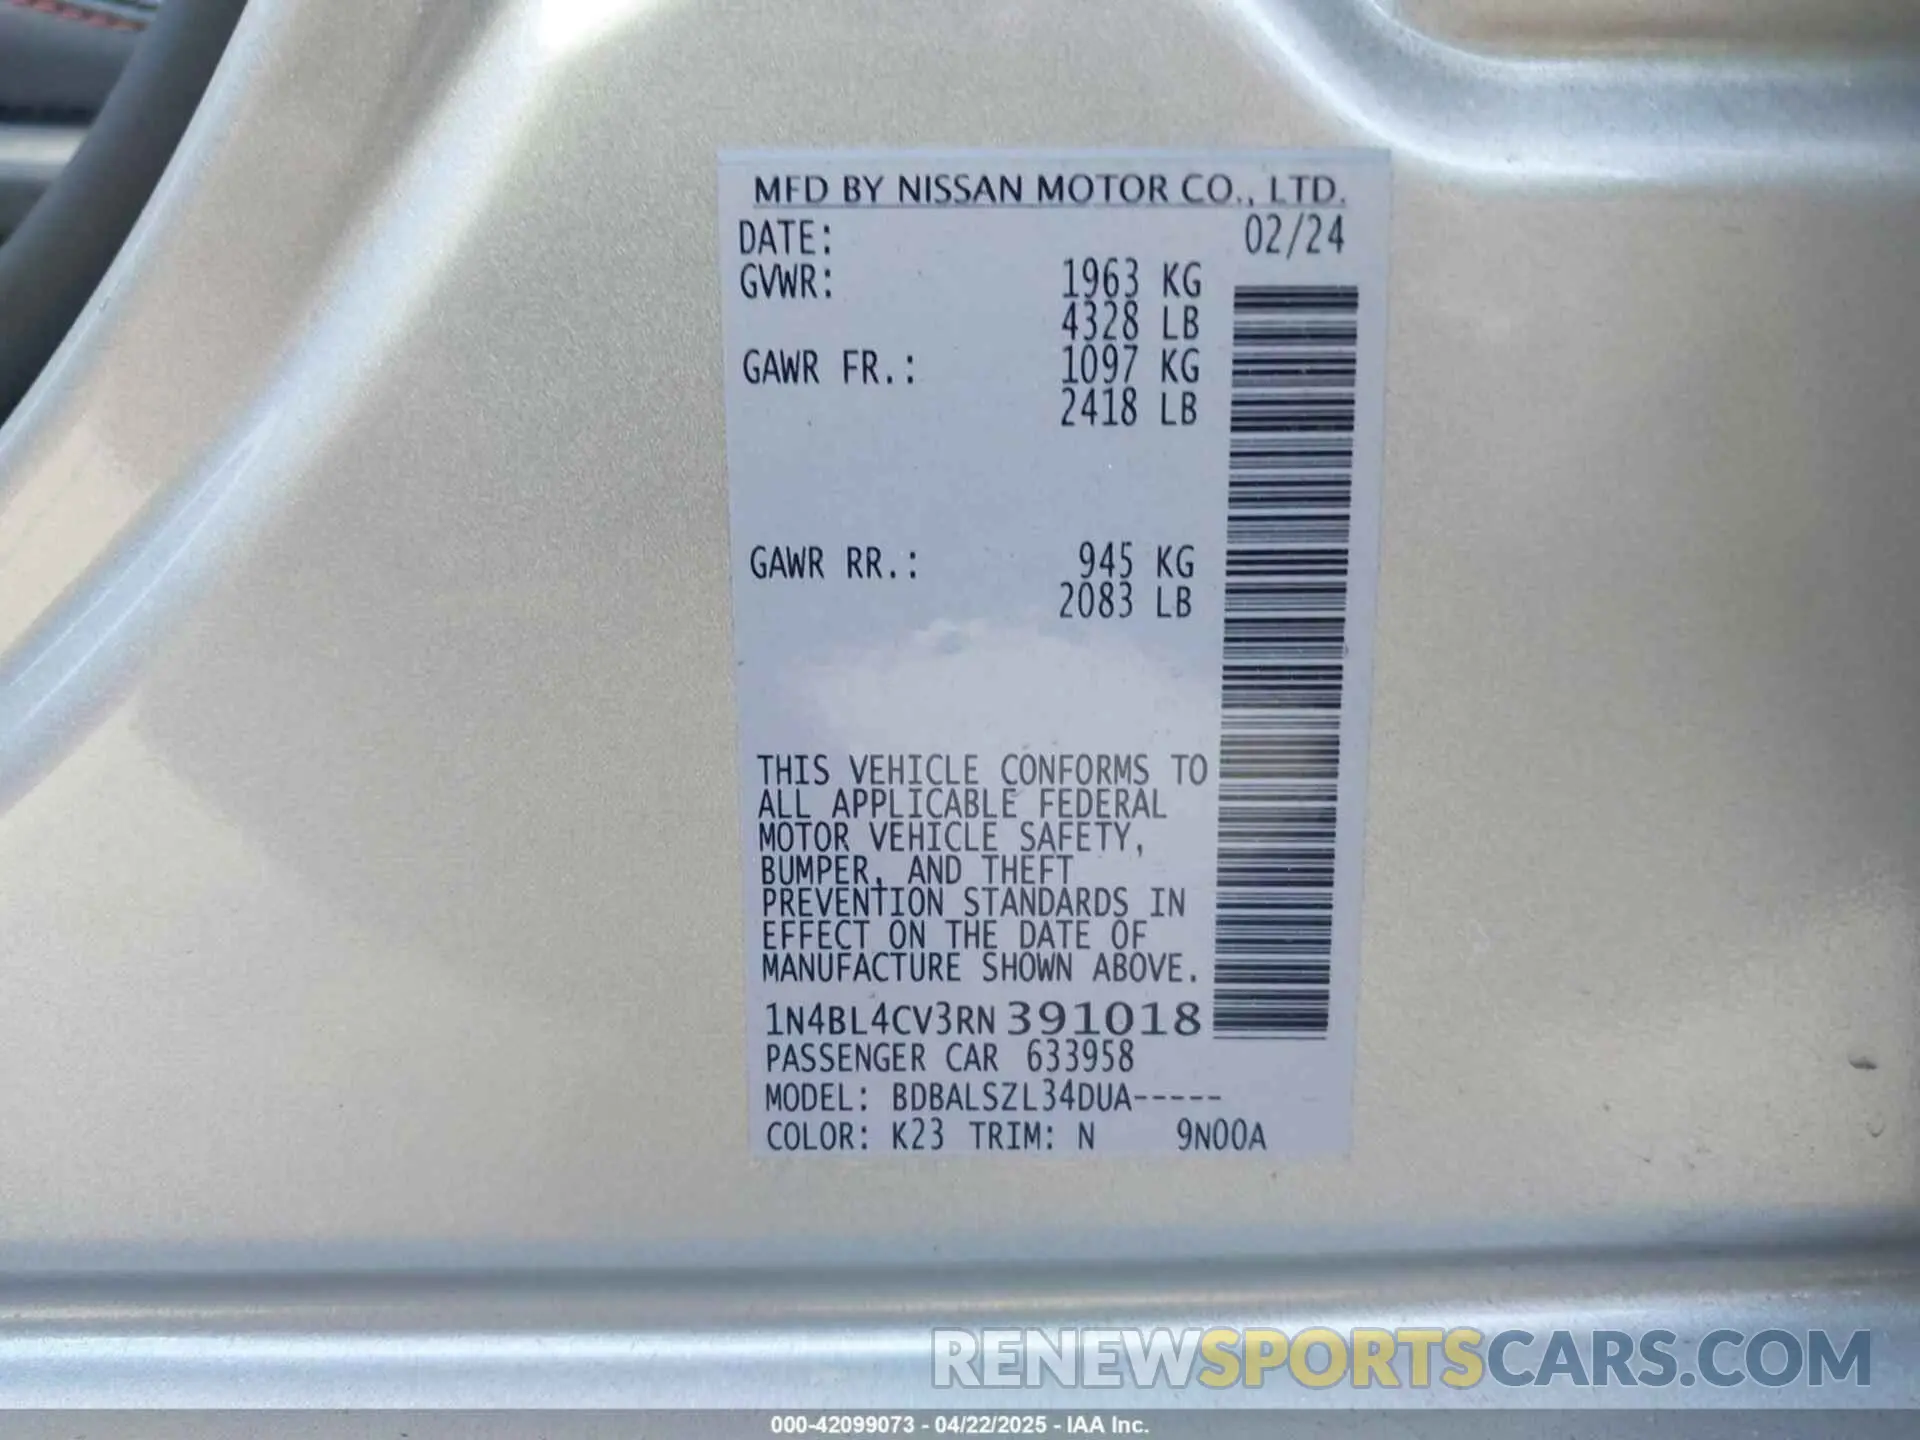 MFD BY NISSAN MOTOR CO., LTD.
DATE: 02/24
GVWR: 1963 KG
4328 LB
GAWR FR.: 1097 KG
2418 LB
GAWR RR.: 945 KG
2083 LB
THIS VEHICLE CONFORMS TO
ALL APPLICABLE FEDERAL
MOTOR VEHICLE SAFETY,
BUMPER, AND THEFT
PREVENTION STANDARDS IN
EFFECT ON THE DATE OF
MANUFACTURE SHOWN ABOVE.
1N4BL4CV3RN391018
PASSENGER CAR 633958
MODEL: BDBALSZL34DUA-----
COLOR: K23 TRIM: N 9N00A
RENEWSPORTSCARS.COM
000-42099073 - 04/22/2025 - IAA Inc.